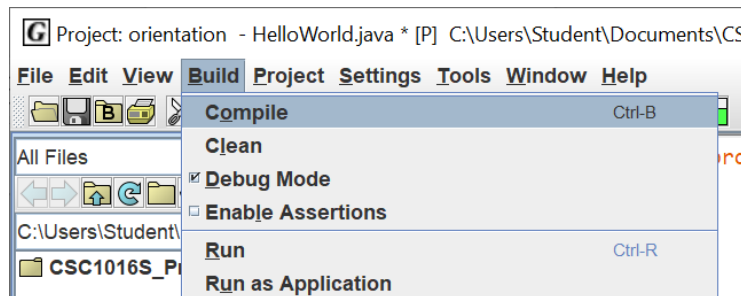 G Project: orientation - HelloWorld.java * [P] C:\Users\Student\Documents\CS
File Edit View Build Project Settings Tools Window Help
B
Compile Ctrl-B
All Files
Clean
Debug Mode
Enable Assertions
C:\Users\Student\
Run Ctrl-R
CSC1016S_Pr
Run as Application